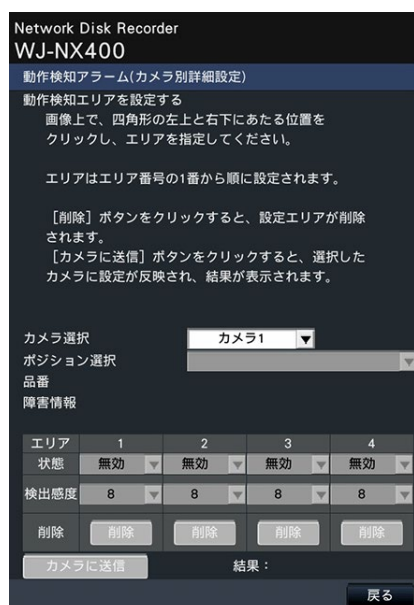 Network Disk Recorder
WJ-NX400
動作検知アラーム(カメラ別詳細設定)
動作検知エリアを設定する
画像上で、四角形の左上と右下にあたる位置を
クリックし、エリアを指定してください。
エリアはエリア番号の1番から順に設定されます。
[削除] ボタンをクリックすると、設定エリアが削除
されます。
[カメラに送信] ボタンをクリックすると、選択した
カメラに設定が反映され、結果が表示されます。
カメラ選択 カメラ1
ポジション選択
品番
障害情報
エリア 1 2 3 4
状態 無効 無効 無効 無効
検出感度 8 8 8 8
削除 削除 削除 削除 削除
カメラに送信 結果:
戻る